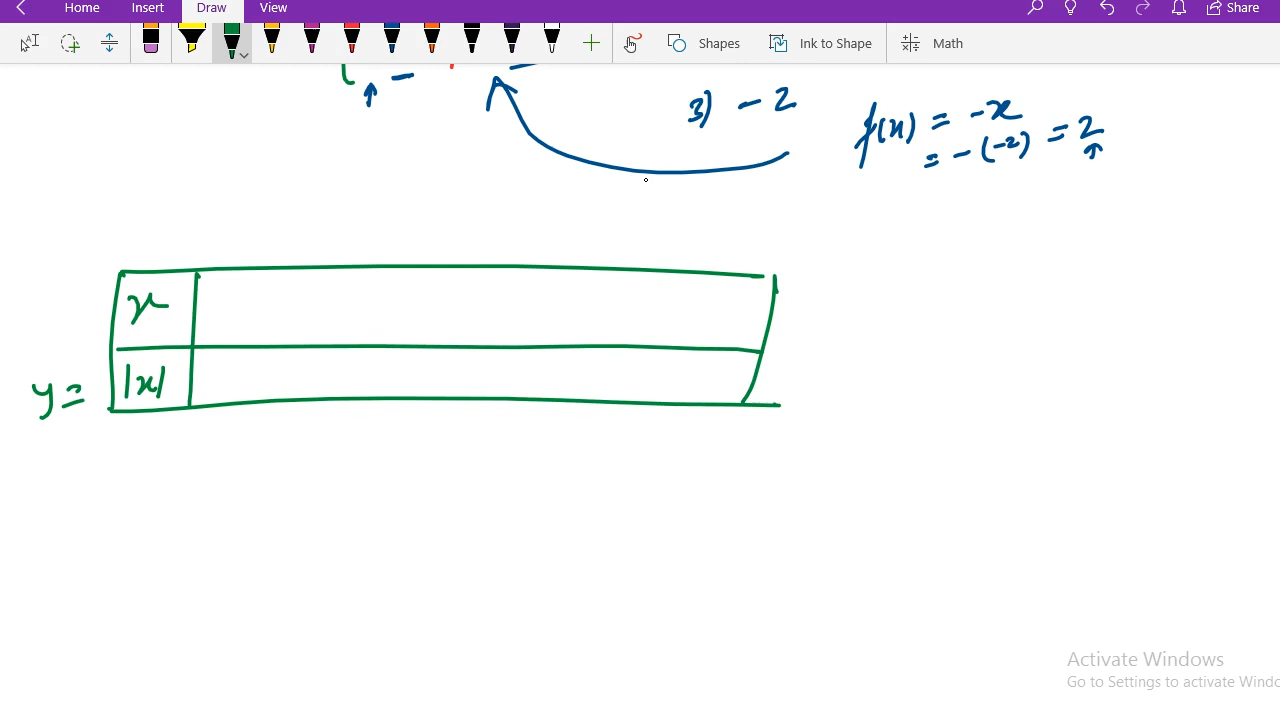 Home Insert Draw View Share
Shapes Ink to Shape Math
3) - 2
f(x) = -x
= -(-2) = 2
x
y = |x|
Activate Windows
Go to Settings to activate Windo